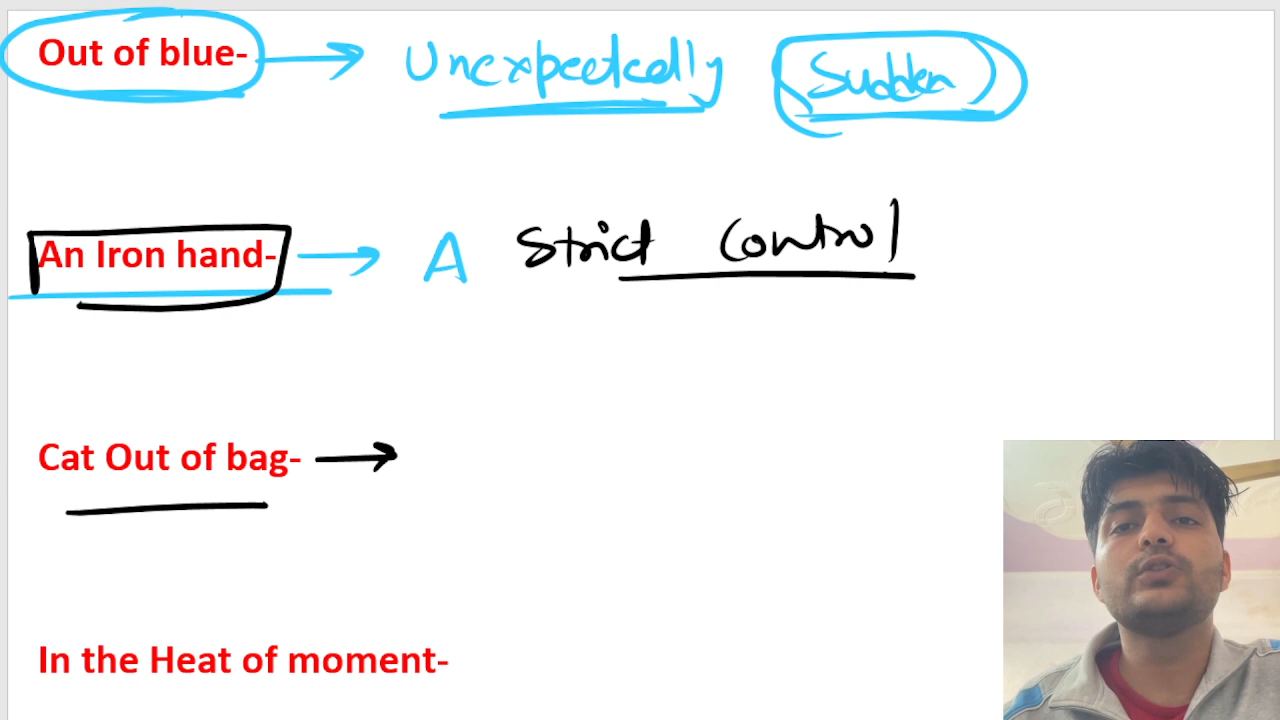 Out of blue- → Unexpectedly (Sudden)
An Iron hand- → A Strict Control
Cat Out of bag- →
In the Heat of moment-